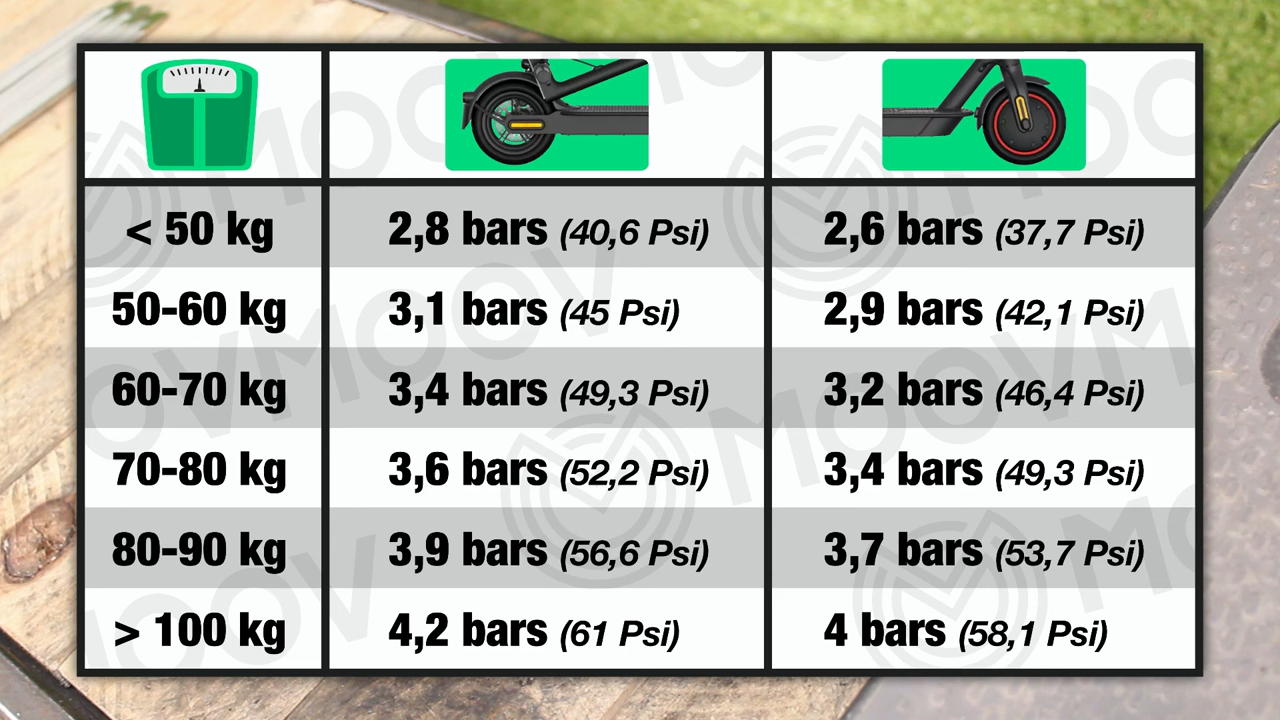 < 50 kg 2,8 bars (40,6 Psi) 2,6 bars (37,7 Psi)
50-60 kg 3,1 bars (45 Psi) 2,9 bars (42,1 Psi)
60-70 kg 3,4 bars (49,3 Psi) 3,2 bars (46,4 Psi)
70-80 kg 3,6 bars (52,2 Psi) 3,4 bars (49,3 Psi)
80-90 kg 3,9 bars (56,6 Psi) 3,7 bars (53,7 Psi)
> 100 kg 4,2 bars (61 Psi) 4 bars (58,1 Psi)